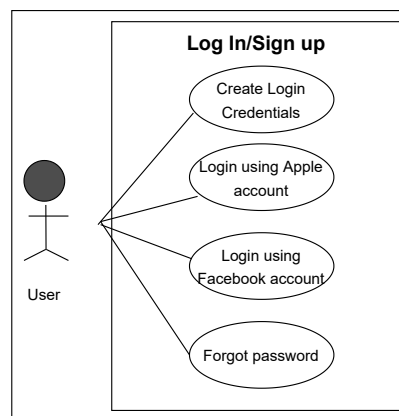 Log In/Sign up
Create Login
Credentials
Login using Apple
account
Login using
Facebook account
User
Forgot password